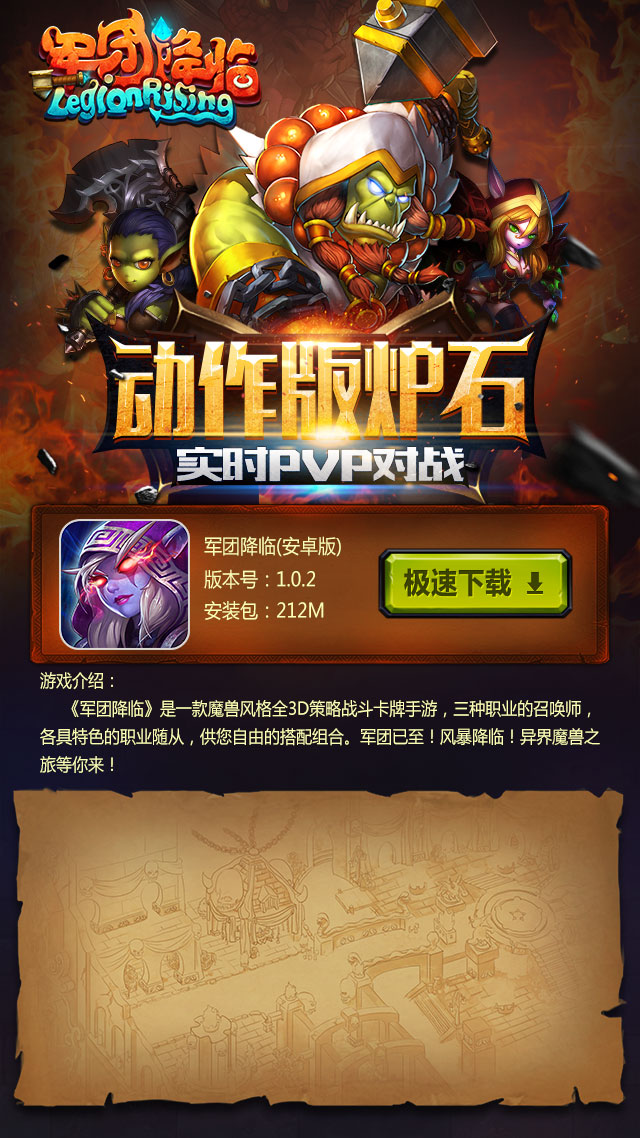 军团降临
LegionRising
动作版炉石
实时PVP对战
军团降临(安卓版)
版本号：1.0.2
安装包：212M
极速下载
游戏介绍：
《军团降临》是一款魔兽风格全3D策略战斗卡牌手游，三种职业的召唤师，
各具特色的职业随从，供您自由的搭配组合。军团已至！风暴降临！异界魔兽之
旅等你来！